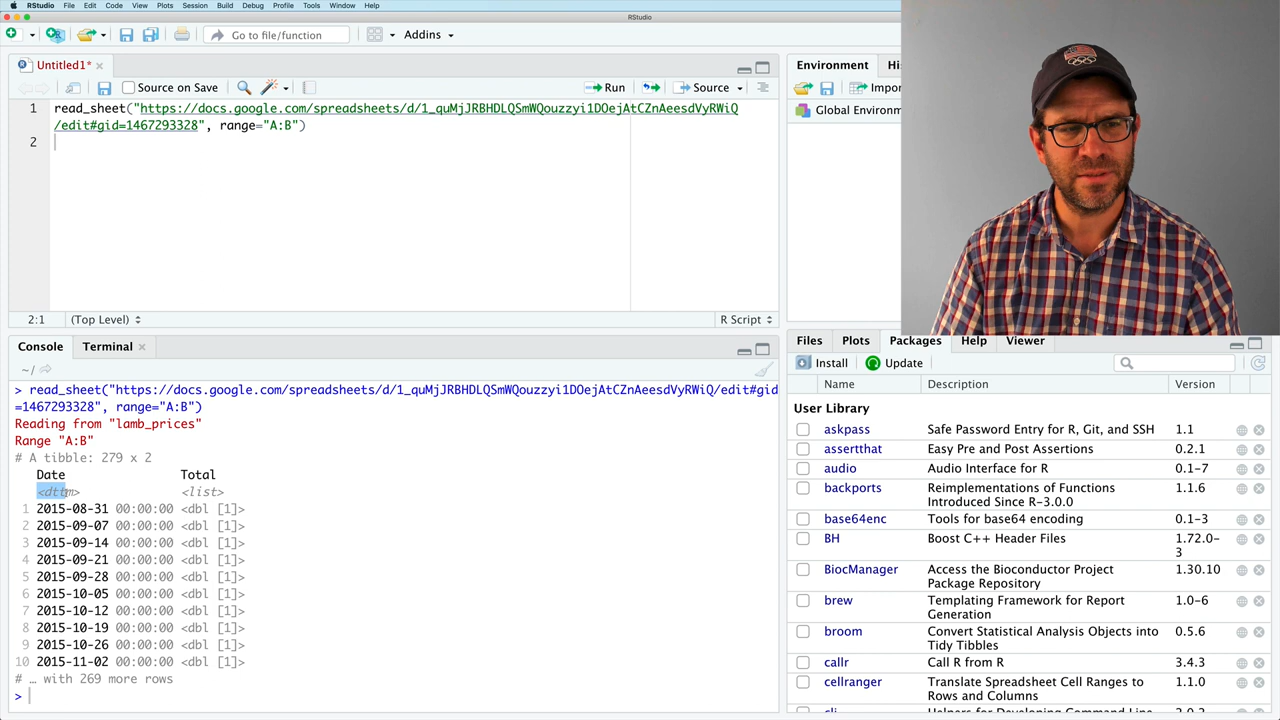 RStudio File Edit Code View Plots Session Build Debug Profile Tools Window Help
RStudio
Go to file/function Addins
Untitled1*
Source on Save Run Source
1 read_sheet("https://docs.google.com/spreadsheets/d/1_quMjJRBHDLQSmWQouzzyi1DOejAtCZnAeesdVyRWiQ
/edit#gid=1467293328", range="A:B")
2
2:1 (Top Level) R Script
Console Terminal
~/
> read_sheet("https://docs.google.com/spreadsheets/d/1_quMjJRBHDLQSmWQouzzyi1DOejAtCZnAeesdVyRWiQ/edit#gid
=1467293328", range="A:B")
Reading from "lamb_prices"
Range "A:B"
# A tibble: 279 x 2
Date Total
<dttm> <list>
1 2015-08-31 00:00:00 <dbl [1]>
2 2015-09-07 00:00:00 <dbl [1]>
3 2015-09-14 00:00:00 <dbl [1]>
4 2015-09-21 00:00:00 <dbl [1]>
5 2015-09-28 00:00:00 <dbl [1]>
6 2015-10-05 00:00:00 <dbl [1]>
7 2015-10-12 00:00:00 <dbl [1]>
8 2015-10-19 00:00:00 <dbl [1]>
9 2015-10-26 00:00:00 <dbl [1]>
10 2015-11-02 00:00:00 <dbl [1]>
# … with 269 more rows
>
Environment Hi
Impor
Global Environm
Files Plots Packages Help Viewer
Install Update
Name Description Version
User Library
askpass Safe Password Entry for R, Git, and SSH 1.1
assertthat Easy Pre and Post Assertions 0.2.1
audio Audio Interface for R 0.1-7
backports Reimplementations of Functions 1.1.6
Introduced Since R-3.0.0
base64enc Tools for base64 encoding 0.1-3
BH Boost C++ Header Files 1.72.0-
3
BiocManager Access the Bioconductor Project 1.30.10
Package Repository
brew Templating Framework for Report 1.0-6
Generation
broom Convert Statistical Analysis Objects into 0.5.6
Tidy Tibbles
callr Call R from R 3.4.3
cellranger Translate Spreadsheet Cell Ranges to 1.1.0
Rows and Columns